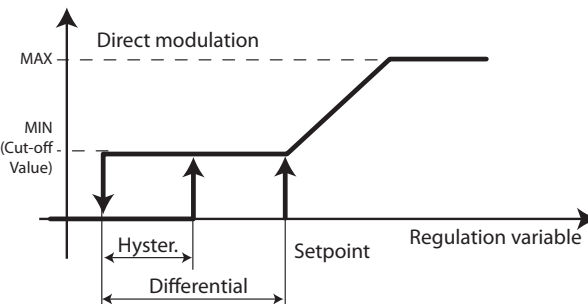 Direct modulation
MAX
MIN
(Cut-off
Value)
Regulation variable
Hyster.
Setpoint
Differential